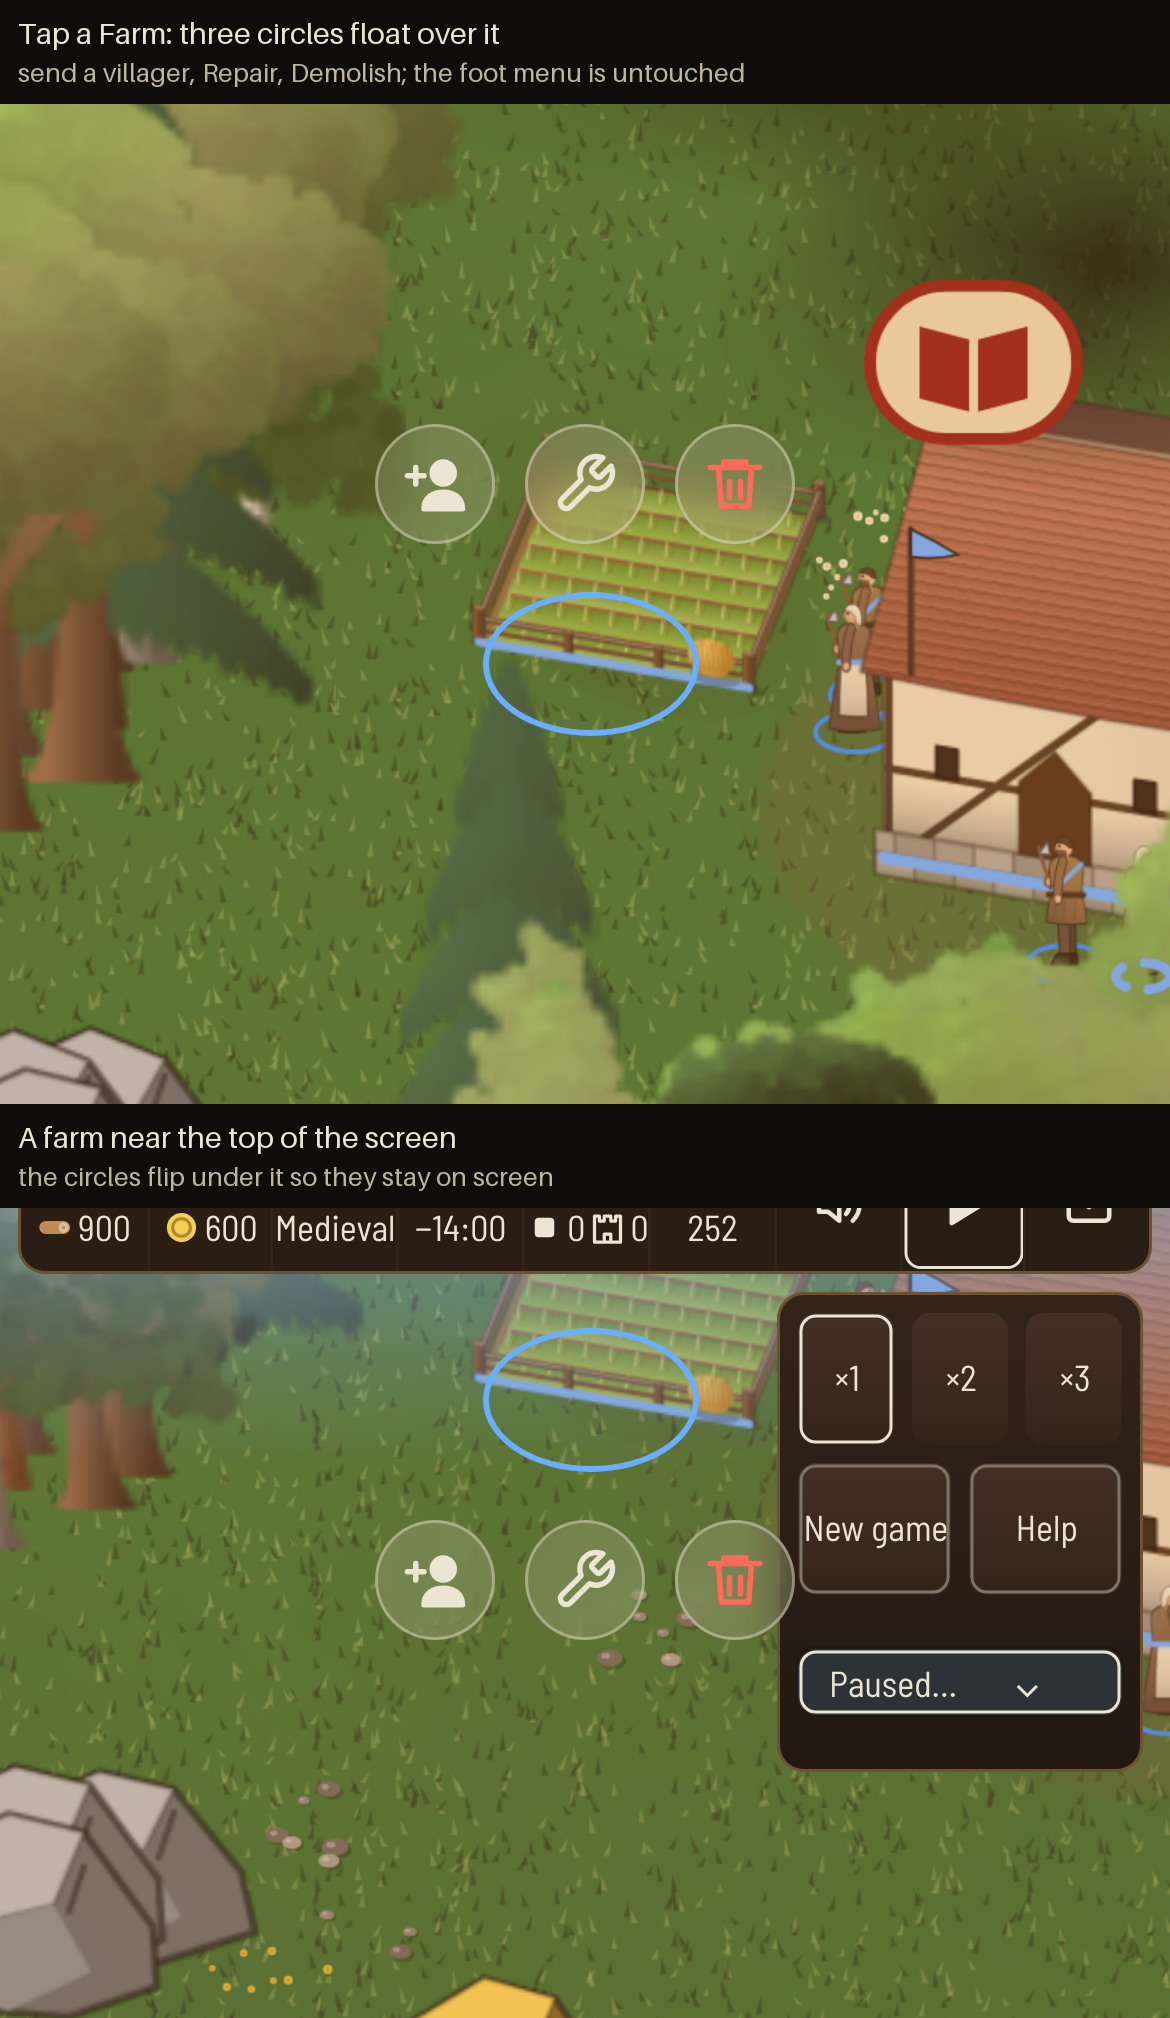 Tap a Farm: three circles float over it
send a villager, Repair, Demolish; the foot menu is untouched
A farm near the top of the screen
the circles flip under it so they stay on screen
900 600 Medieval −14:00 0 0 252
×1 ×2 ×3
New game Help
Paused...